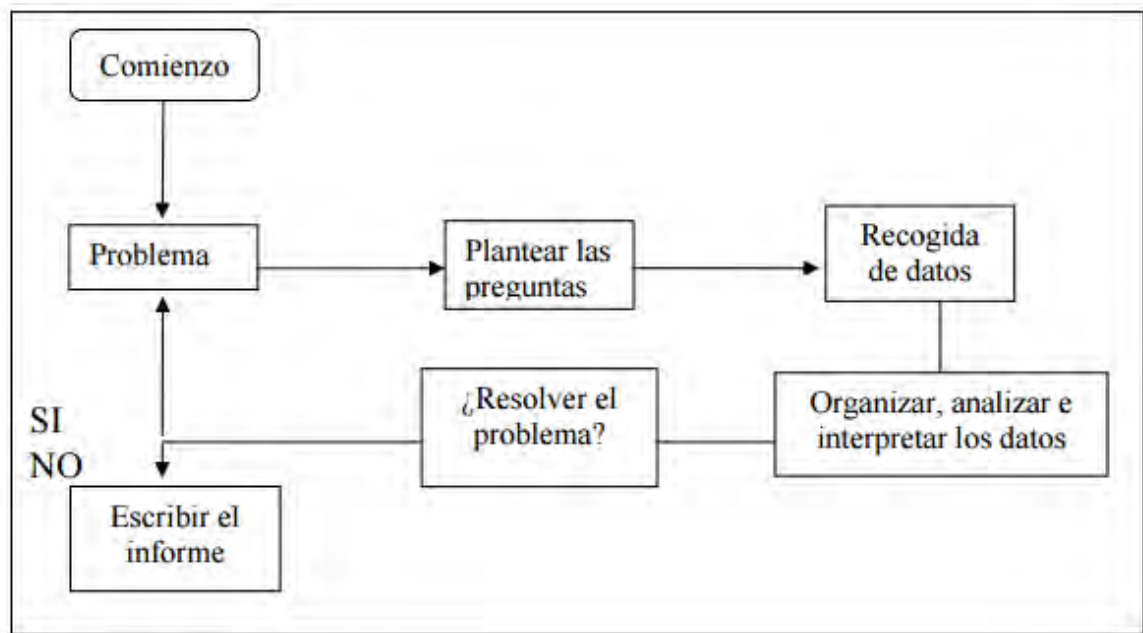 Comienzo
Problema
Plantear las
preguntas
Recogida
de datos
Organizar, analizar e
interpretar los datos
¿Resolver el
problema?
SI
NO
Escribir el
informe